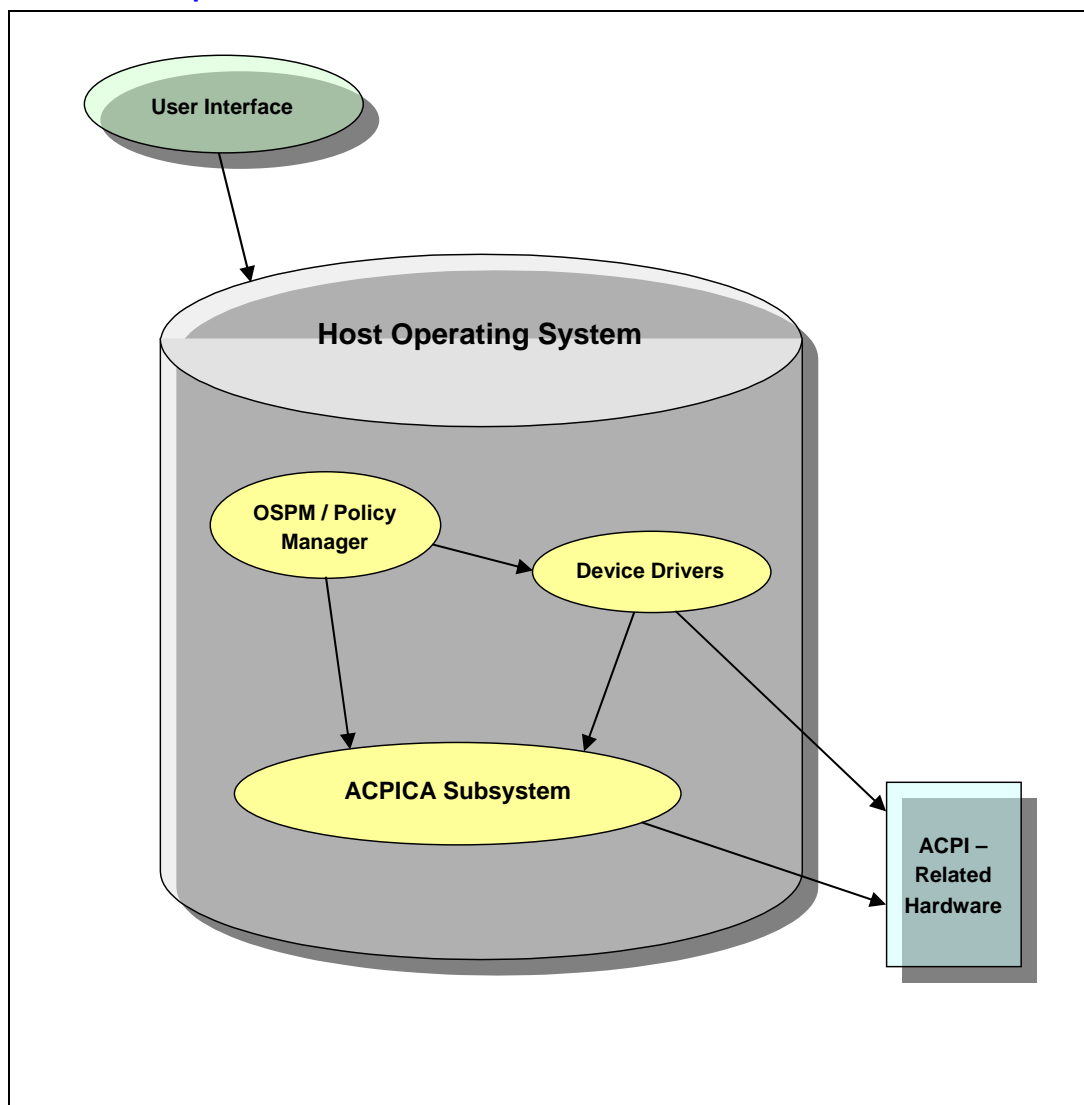 User Interface
Host Operating System
OSPM / Policy
Manager
Device Drivers
ACPICA Subsystem
ACPI –
Related
Hardware